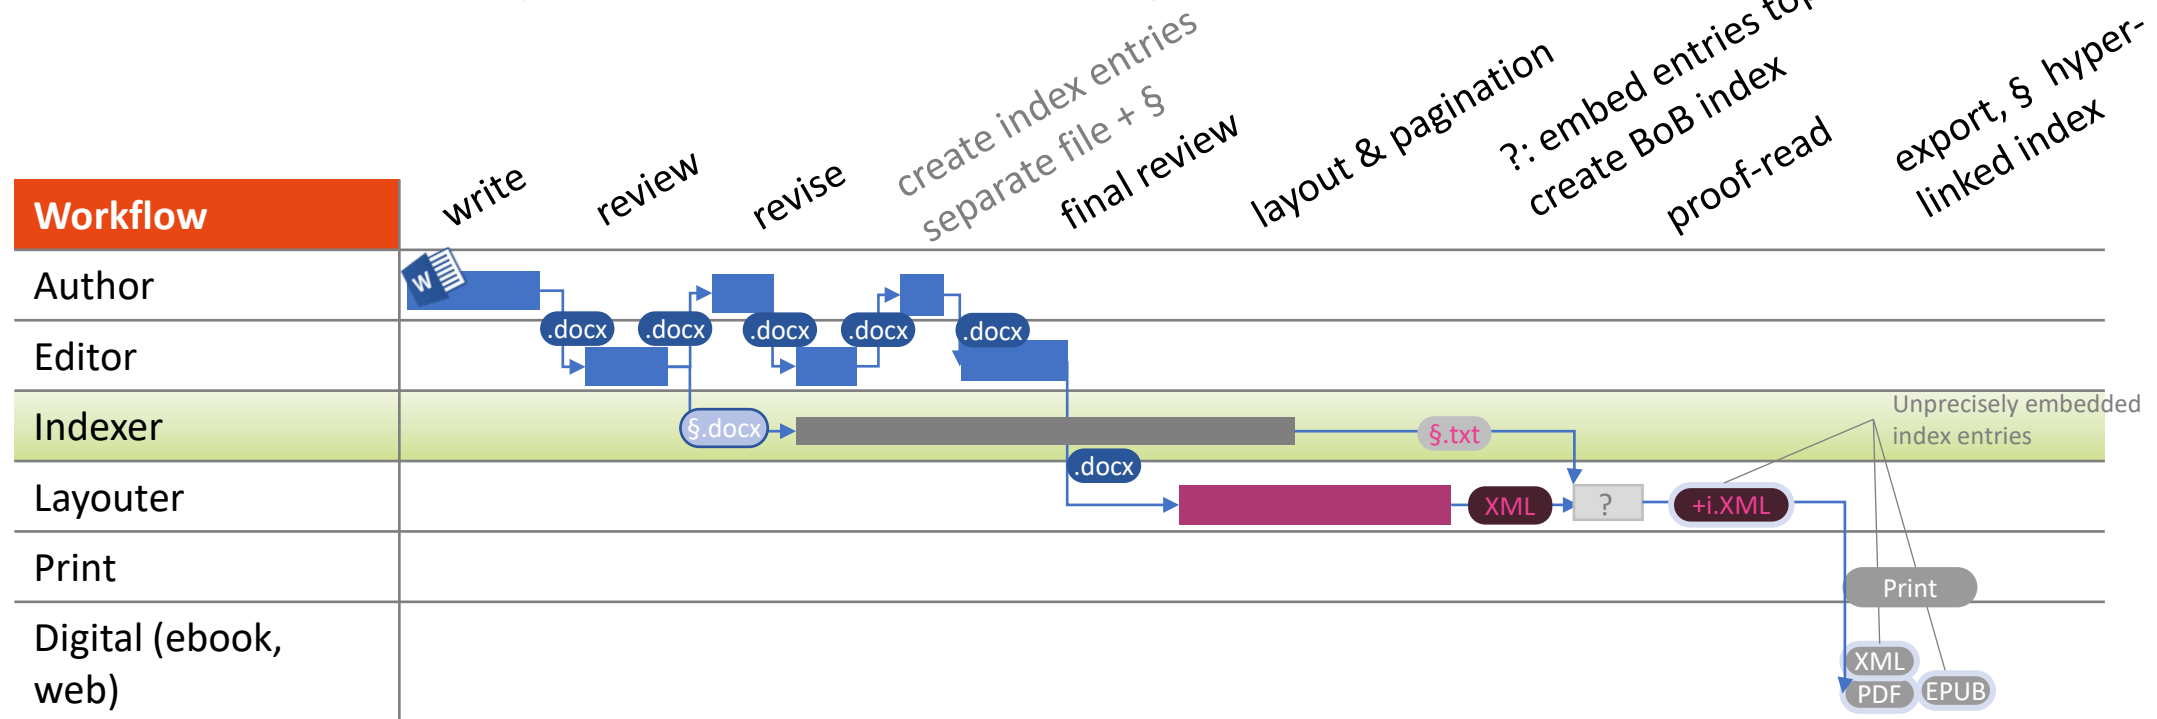 write
review
revise
create index entries
separate file + §
final review
layout & pagination
?: embed entries
create BoB index
proof-read
export, § hyper-
linked index
Workflow
Author
.docx
.docx
.docx
.docx
.docx
Editor
Indexer
§.docx
§.txt
Unprecisely embedded
index entries
.docx
Layouter
XML
?
+i.XML
Print
Print
Digital (ebook,
web)
XML
PDF
EPUB
W